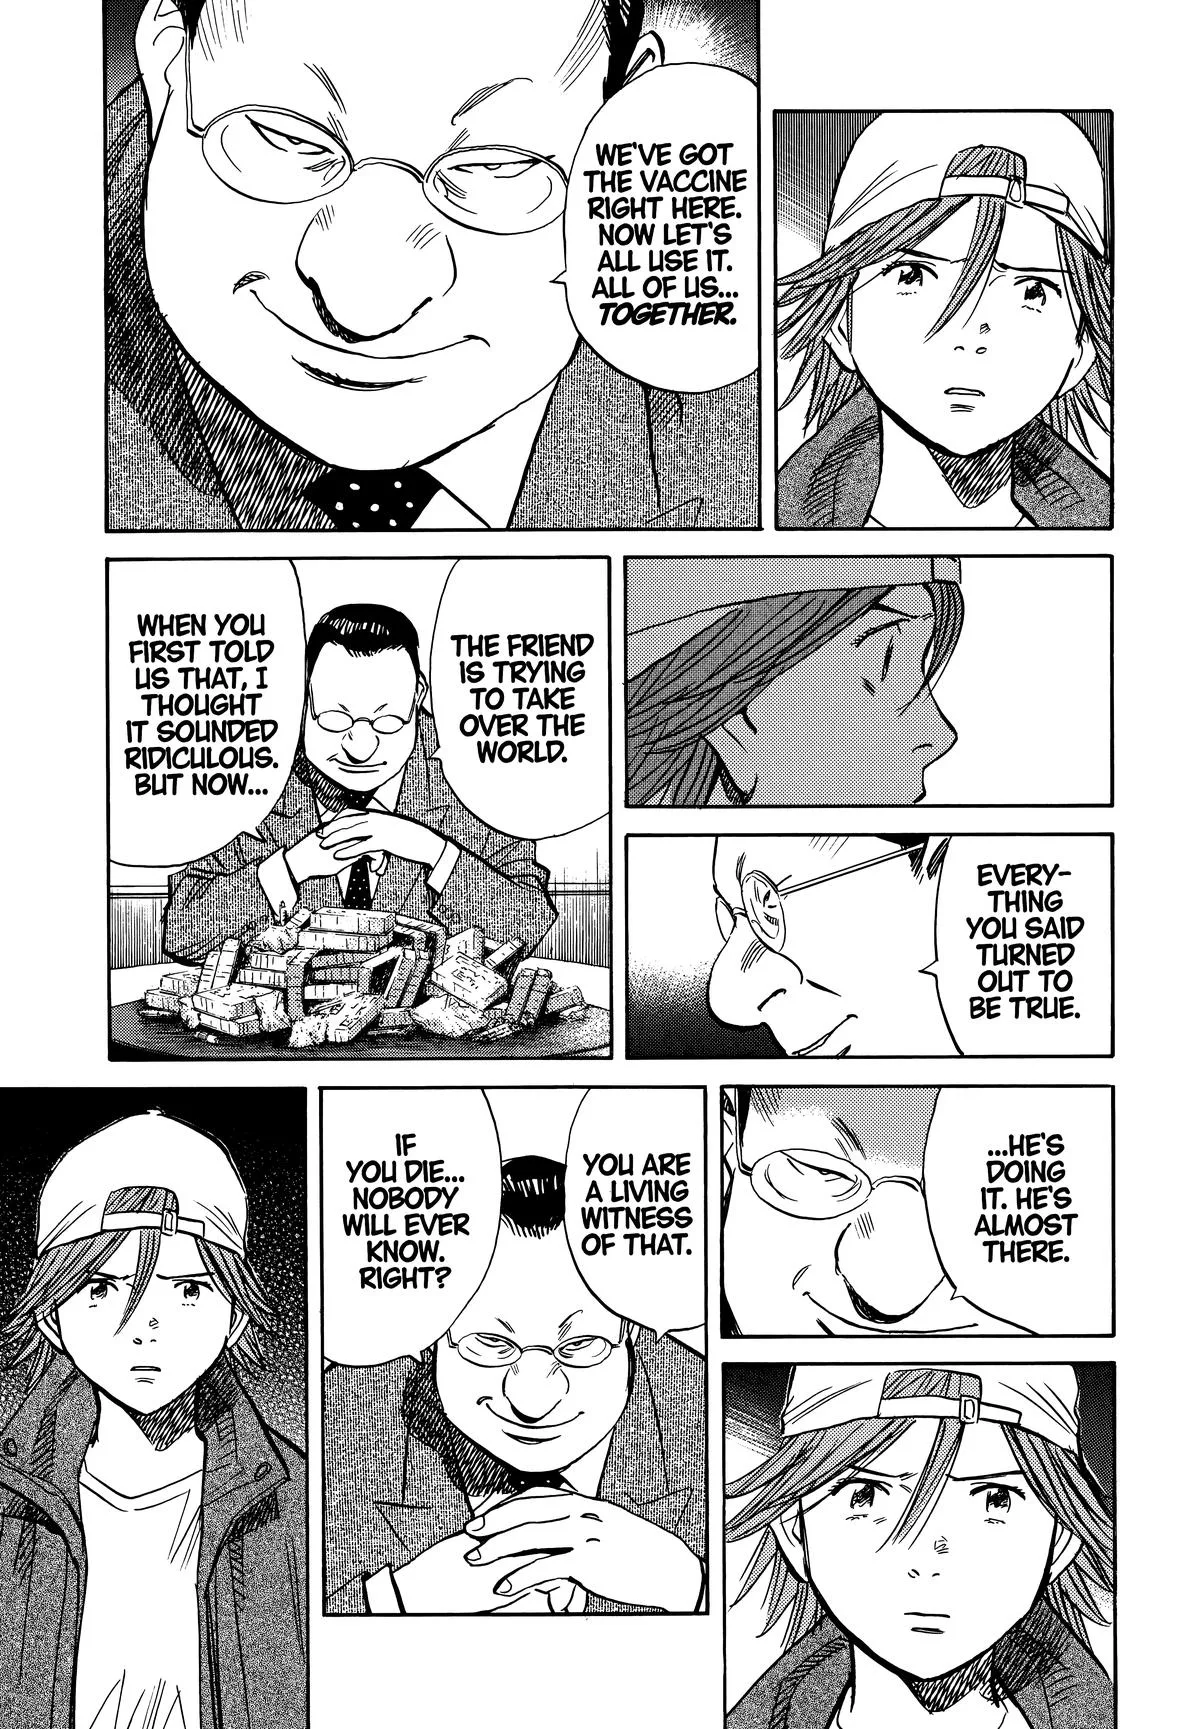 WE'VE GOT
THE VACCINE
RIGHT HERE.
NOW LET'S
ALL USE IT.
ALL OF US...
TOGETHER.
EVERY-
THING
YOU SAID
TURNED
OUT TO
BE TRUE.
THE FRIEND
IS TRYING
TO TAKE
OVER THE
WORLD.
WHEN YOU
FIRST TOLD
US THAT, I
THOUGHT
IT SOUNDED
RIDICULOUS.
BUT NOW...
...HE'S
DOING
IT. HE'S
ALMOST
THERE.
YOU ARE
A LIVING
WITNESS
OF THAT.
IF
YOU DIE...
NOBODY
WILL EVER
KNOW.
RIGHT?